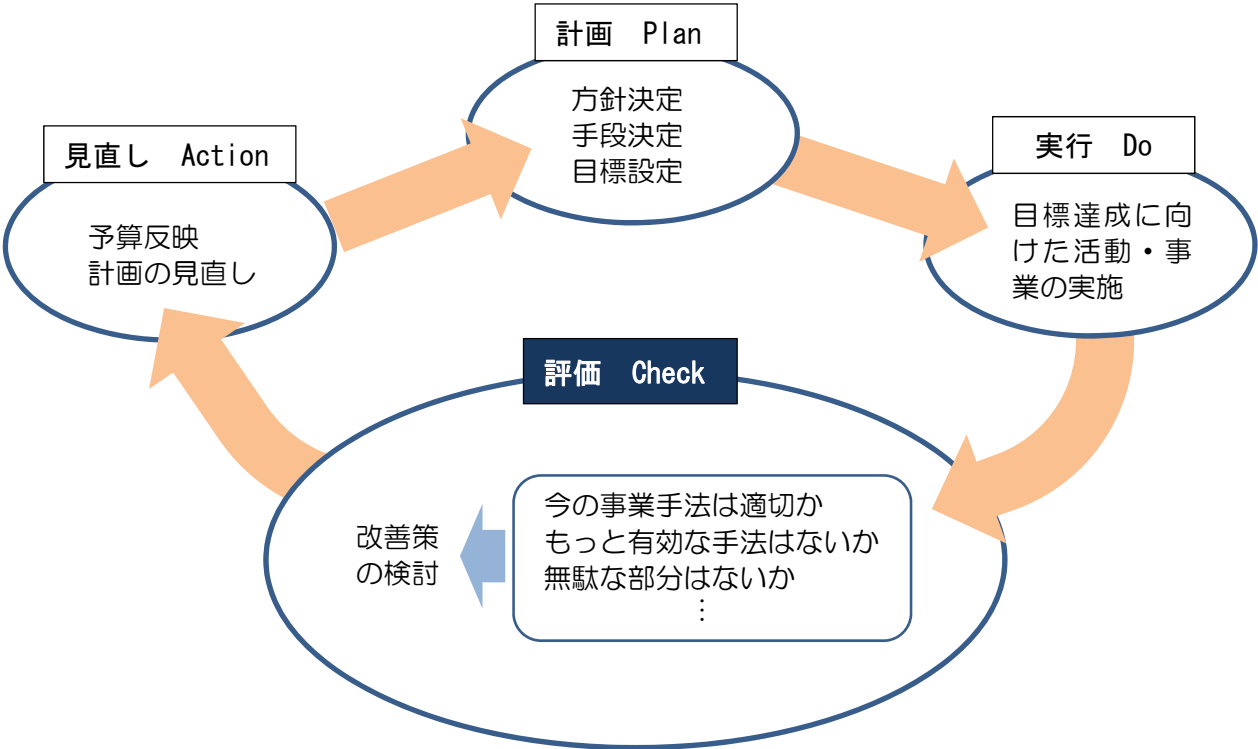 計画　Plan
方針決定
手段決定
目標設定
実行　Do
目標達成に向
けた活動・事
業の実施
評価　Check
今の事業手法は適切か
もっと有効な手法はないか
無駄な部分はないか
⋮
改善策
の検討
見直し　Action
予算反映
計画の見直し